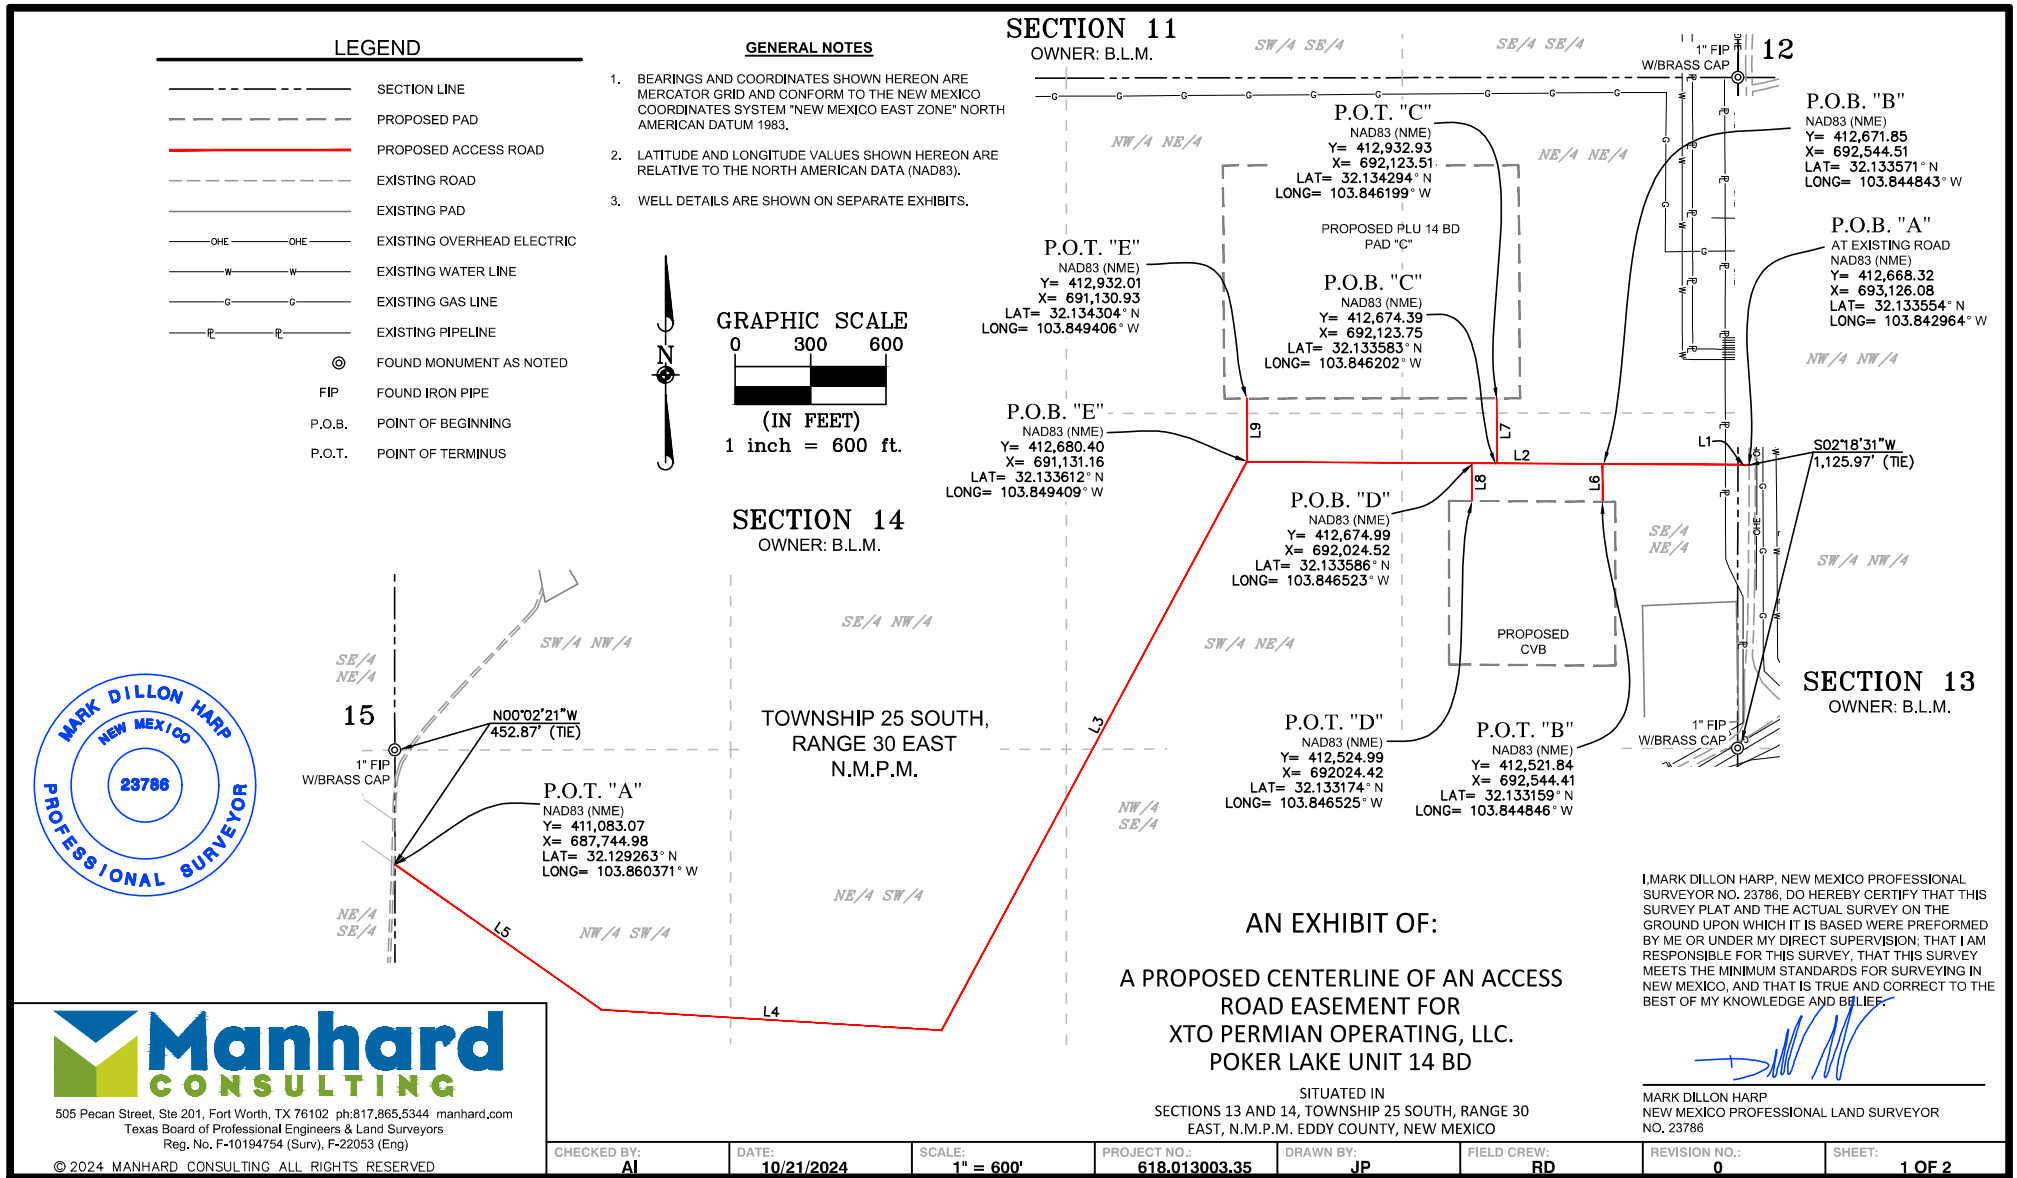 LEGEND
SECTION LINE
PROPOSED PAD
PROPOSED ACCESS ROAD
EXISTING ROAD
EXISTING PAD
OHE OHE EXISTING OVERHEAD ELECTRIC
W W EXISTING WATER LINE
G G EXISTING GAS LINE
PL PL EXISTING PIPELINE
FOUND MONUMENT AS NOTED
FIP FOUND IRON PIPE
P.O.B. POINT OF BEGINNING
P.O.T. POINT OF TERMINUS
GENERAL NOTES
1. BEARINGS AND COORDINATES SHOWN HEREON ARE
MERCATOR GRID AND CONFORM TO THE NEW MEXICO
COORDINATES SYSTEM "NEW MEXICO EAST ZONE" NORTH
AMERICAN DATUM 1983.
2. LATITUDE AND LONGITUDE VALUES SHOWN HEREON ARE
RELATIVE TO THE NORTH AMERICAN DATA (NAD83).
3. WELL DETAILS ARE SHOWN ON SEPARATE EXHIBITS.
N
GRAPHIC SCALE
0 300 600
(IN FEET)
1 inch = 600 ft.
SECTION 11
OWNER: B.L.M.
SW/4 SE/4
SE/4 SE/4
1" FIP
W/BRASS CAP
12
NW/4 NE/4
NE/4 NE/4
P.O.T. "C"
NAD83 (NME)
Y= 412,932.93
X= 692,123.51
LAT= 32.134294° N
LONG= 103.846199° W
P.O.B. "B"
NAD83 (NME)
Y= 412,671.85
X= 692,544.51
LAT= 32.133571° N
LONG= 103.844843° W
PROPOSED PLU 14 BD
PAD "C"
P.O.B. "A"
AT EXISTING ROAD
NAD83 (NME)
Y= 412,668.32
X= 693,126.08
LAT= 32.133554° N
LONG= 103.842964° W
P.O.T. "E"
NAD83 (NME)
Y= 412,932.01
X= 691,130.93
LAT= 32.134304° N
LONG= 103.849406° W
P.O.B. "C"
NAD83 (NME)
Y= 412,674.39
X= 692,123.75
LAT= 32.133583° N
LONG= 103.846202° W
NW/4 NW/4
P.O.B. "E"
NAD83 (NME)
Y= 412,680.40
X= 691,131.16
LAT= 32.133612° N
LONG= 103.849409° W
L9
L7
L2
L1
L8
L6
S02°18'31"W
1,125.97' (TIE)
SECTION 14
OWNER: B.L.M.
P.O.B. "D"
NAD83 (NME)
Y= 412,674.99
X= 692,024.52
LAT= 32.133586° N
LONG= 103.846523° W
SE/4
NE/4
SW/4 NW/4
SE/4 NW/4
SW/4 NW/4
SW/4 NE/4
PROPOSED
CVB
SE/4
NE/4
15
N00°02'21"W
452.87' (TIE)
1" FIP
W/BRASS CAP
TOWNSHIP 25 SOUTH,
RANGE 30 EAST
N.M.P.M.
L3
SECTION 13
OWNER: B.L.M.
1" FIP
W/BRASS CAP
P.O.T. "D"
NAD83 (NME)
Y= 412,524.99
X= 692024.42
LAT= 32.133174° N
LONG= 103.846525° W
P.O.T. "B"
NAD83 (NME)
Y= 412,521.84
X= 692,544.41
LAT= 32.133159° N
LONG= 103.844846° W
P.O.T. "A"
NAD83 (NME)
Y= 411,083.07
X= 687,744.98
LAT= 32.129263° N
LONG= 103.860371° W
NW/4
SE/4
NE/4
SE/4
NW/4 SW/4
NE/4 SW/4
L5
L4
MARK DILLON HARP
NEW MEXICO
23786
PROFESSIONAL SURVEYOR
AN EXHIBIT OF:
A PROPOSED CENTERLINE OF AN ACCESS
ROAD EASEMENT FOR
XTO PERMIAN OPERATING, LLC.
POKER LAKE UNIT 14 BD
SITUATED IN
SECTIONS 13 AND 14, TOWNSHIP 25 SOUTH, RANGE 30
EAST, N.M.P.M. EDDY COUNTY, NEW MEXICO
I,MARK DILLON HARP, NEW MEXICO PROFESSIONAL
SURVEYOR NO. 23786, DO HEREBY CERTIFY THAT THIS
SURVEY PLAT AND THE ACTUAL SURVEY ON THE
GROUND UPON WHICH IT IS BASED WERE PREFORMED
BY ME OR UNDER MY DIRECT SUPERVISION; THAT I AM
RESPONSIBLE FOR THIS SURVEY, THAT THIS SURVEY
MEETS THE MINIMUM STANDARDS FOR SURVEYING IN
NEW MEXICO, AND THAT IS TRUE AND CORRECT TO THE
BEST OF MY KNOWLEDGE AND BELIEF.
MARK DILLON HARP
NEW MEXICO PROFESSIONAL LAND SURVEYOR
NO. 23786
Manhard
CONSULTING
505 Pecan Street, Ste 201, Fort Worth, TX 76102 ph:817.865.5344 manhard.com
Texas Board of Professional Engineers & Land Surveyors
Reg. No. F-10194754 (Surv), F-22053 (Eng)
© 2024 MANHARD CONSULTING ALL RIGHTS RESERVED
CHECKED BY: AI
DATE: 10/21/2024
SCALE: 1" = 600'
PROJECT NO.: 618.013003.35
DRAWN BY: JP
FIELD CREW: RD
REVISION NO.: 0
SHEET: 1 OF 2